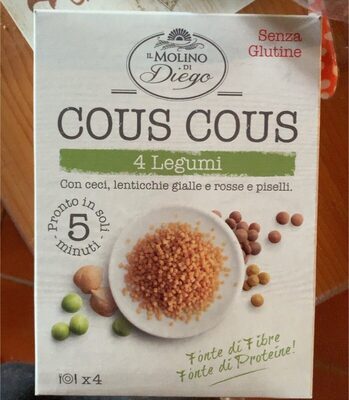 IL MOLINO
DI
Diego
Senza
Glutine
COUS COUS
4 Legumi
Con ceci, lenticchie gialle e rosse e piselli.
Pronto in soli
5
minuti
Fonte di Fibre
Fonte di Proteine!
x 4